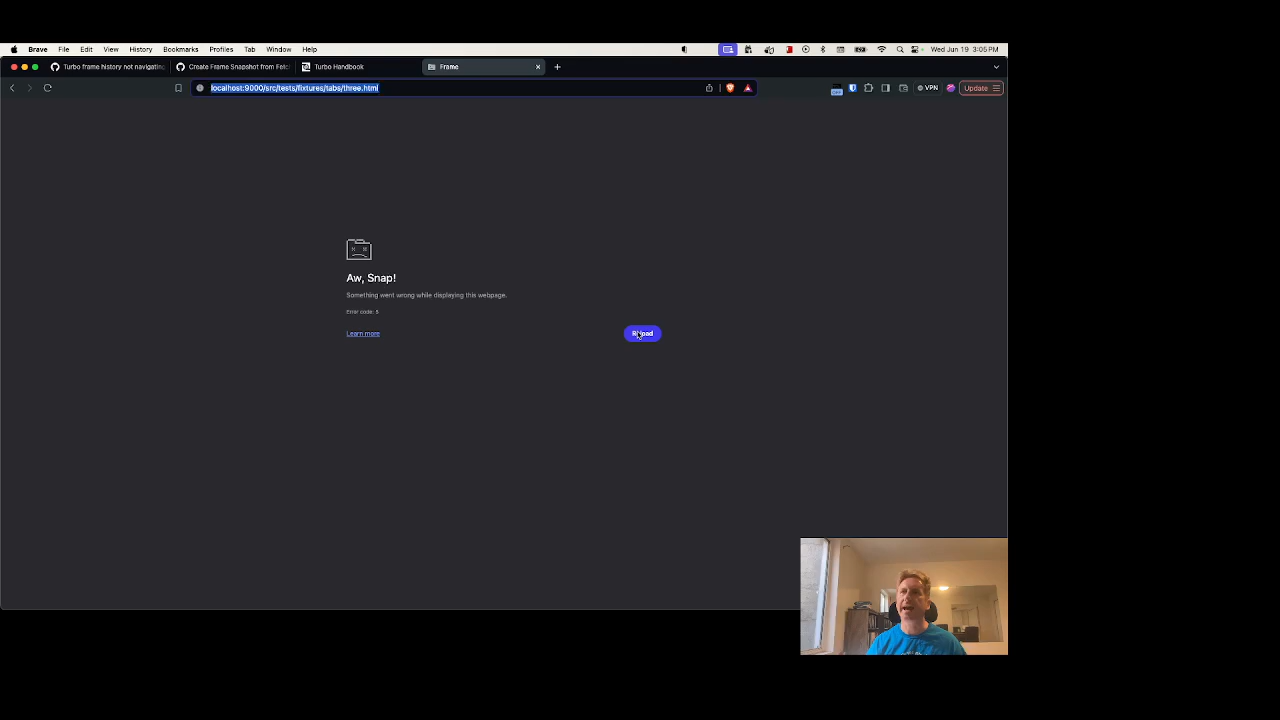 Brave File Edit View History Bookmarks Profiles Tab Window Help Wed Jun 19 3:05 PM
Turbo frame history not navigating Create Frame Snapshot from Fetc Turbo Handbook Frame
localhost:9000/src/tests/fixtures/tabs/three.html VPN Update
Aw, Snap!
Something went wrong while displaying this webpage.
Error code: 5
Learn more Reload